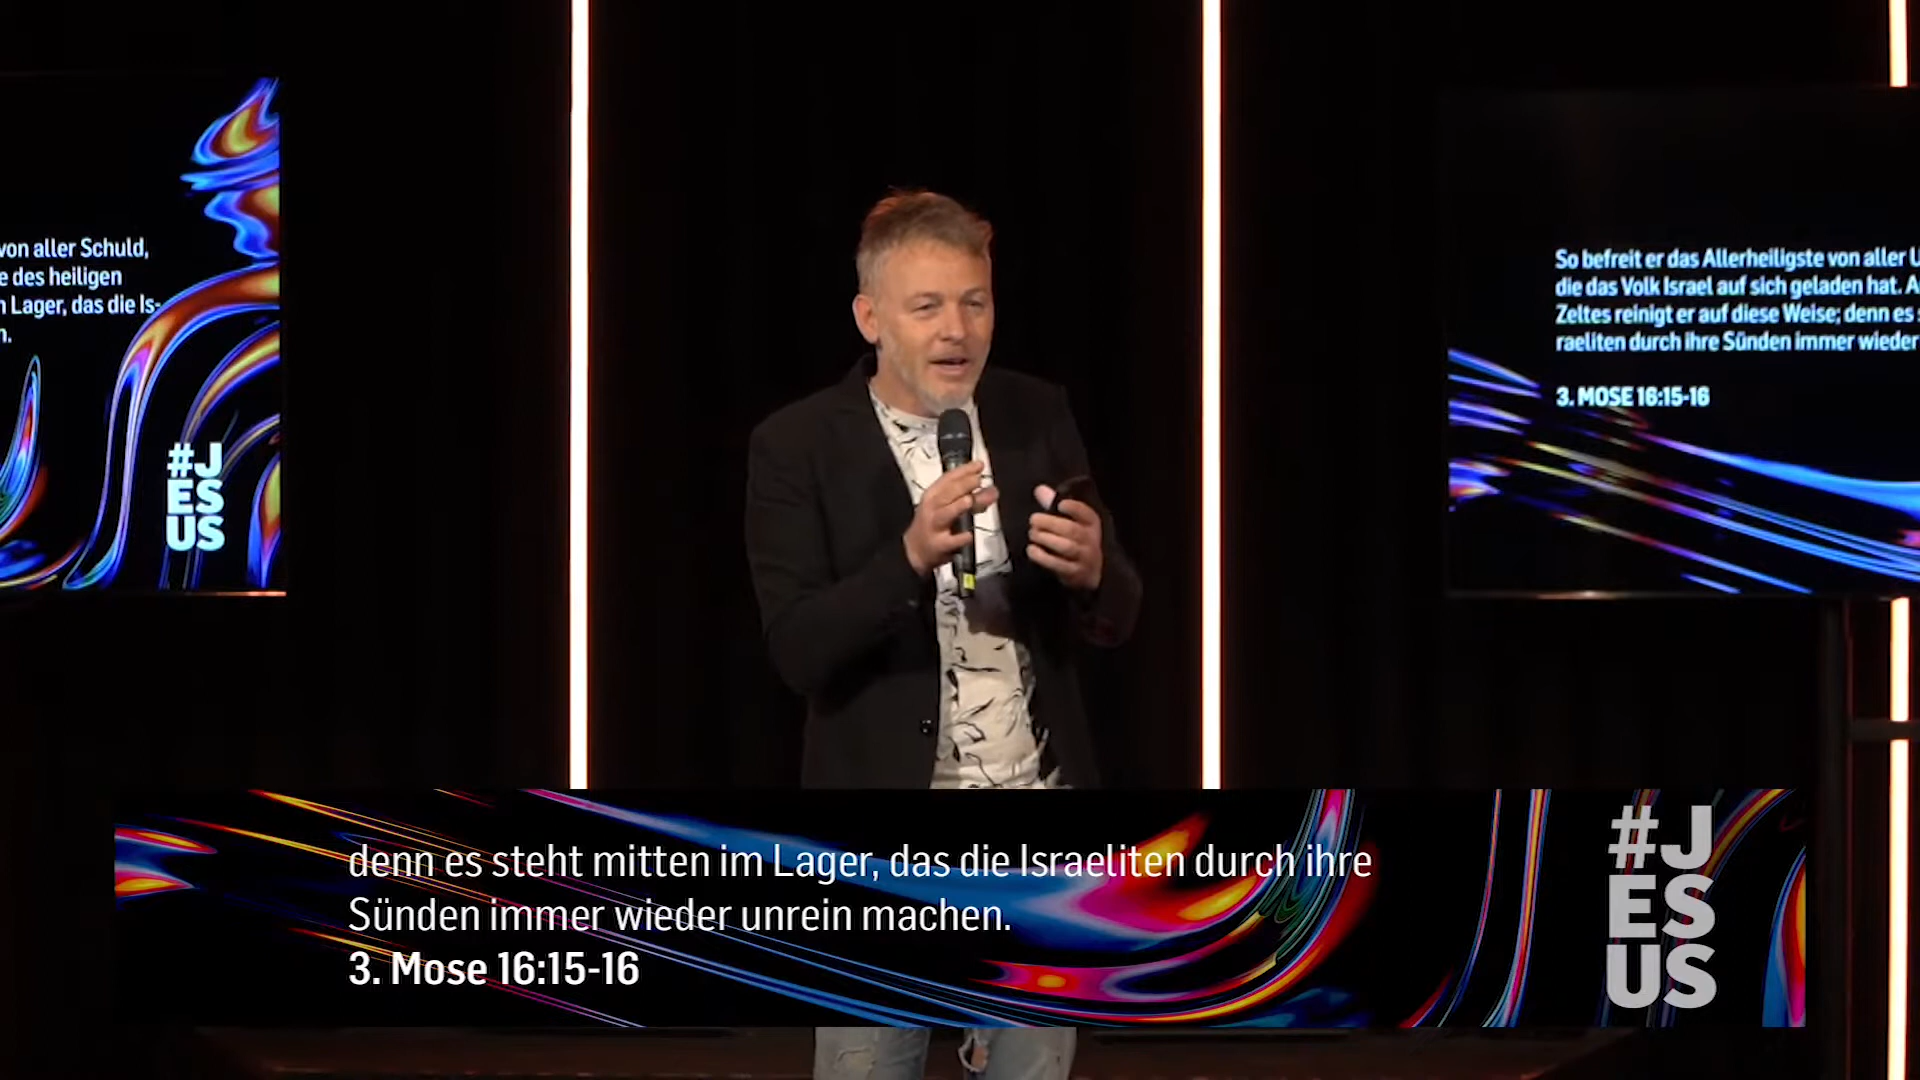 von aller Schuld,
des heiligen
Lager, das die Is-
#J
ES
US
So befreit er das Allerheiligste von aller
die das Volk Israel auf sich geladen hat.
Zeltes reinigt er auf diese Weise; denn es
raeliten durch ihre Sünden immer wieder
3. MOSE 16:15-16
denn es steht mitten im Lager, das die Israeliten durch ihre
Sünden immer wieder unrein machen.
3. Mose 16:15-16
#J
ES
US